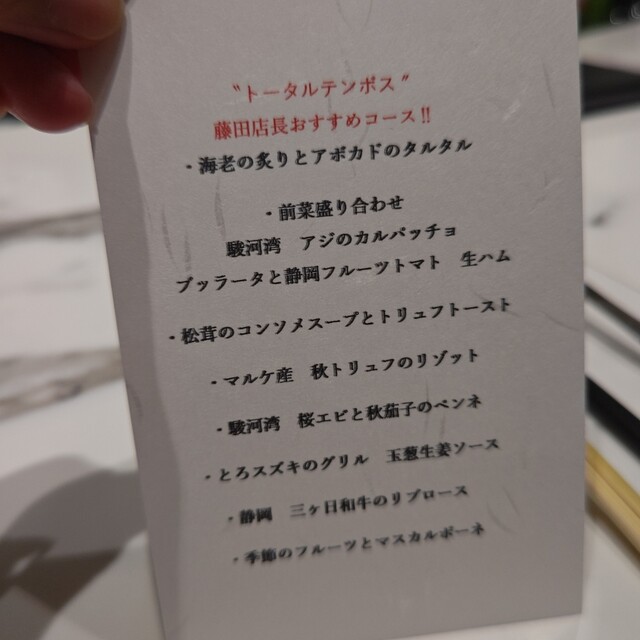 〝トータルテンボス〟
藤田店長おすすめコース!!
・海老の炙りとアボカドのタルタル
・前菜盛り合わせ
駿河湾　アジのカルパッチョ
ブッラータと静岡フルーツトマト　生ハム
・松茸のコンソメスープとトリュフトースト
・マルケ産　秋トリュフのリゾット
・駿河湾　桜エビと秋茄子のペンネ
・とろスズキのグリル　玉葱生姜ソース
・静岡　三ヶ日和牛のリブロース
・季節のフルーツとマスカルポーネ